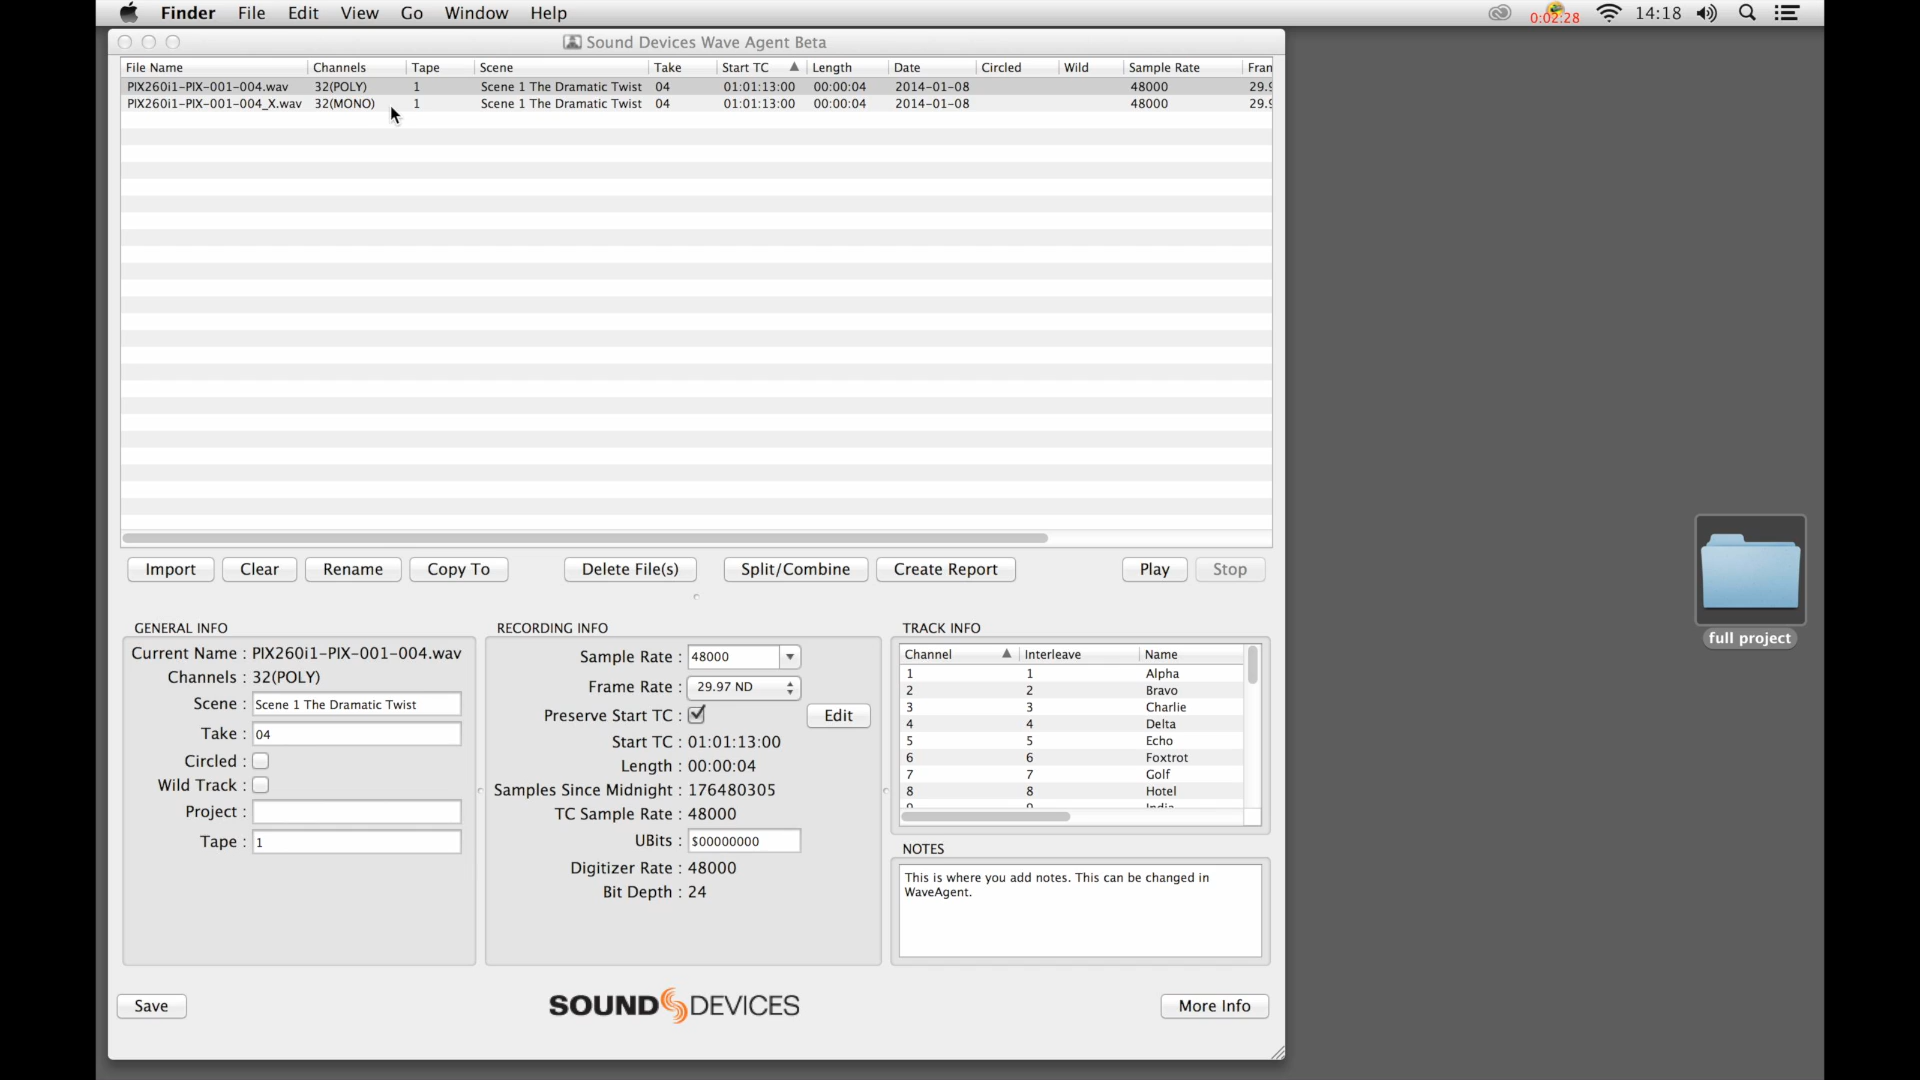 Finder File Edit View Go Window Help 0:02:28 14:18
Sound Devices Wave Agent Beta
File Name Channels Tape Scene Take Start TC Length Date Circled Wild Sample Rate Fran
PIX260i1-PIX-001-004.wav 32(POLY) 1 Scene 1 The Dramatic Twist 04 01:01:13:00 00:00:04 2014-01-08 48000 29.9
PIX260i1-PIX-001-004_X.wav 32(MONO) 1 Scene 1 The Dramatic Twist 04 01:01:13:00 00:00:04 2014-01-08 48000 29.9
Import Clear Rename Copy To Delete File(s) Split/Combine Create Report Play Stop
full project
GENERAL INFO
Current Name : PIX260i1-PIX-001-004.wav
Channels : 32(POLY)
Scene : Scene 1 The Dramatic Twist
Take : 04
Circled :
Wild Track :
Project :
Tape : 1
RECORDING INFO
Sample Rate : 48000
Frame Rate : 29.97 ND
Preserve Start TC : Edit
Start TC : 01:01:13:00
Length : 00:00:04
Samples Since Midnight : 176480305
TC Sample Rate : 48000
UBits : $00000000
Digitizer Rate : 48000
Bit Depth : 24
TRACK INFO
Channel Interleave Name
1 1 Alpha
2 2 Bravo
3 3 Charlie
4 4 Delta
5 5 Echo
6 6 Foxtrot
7 7 Golf
8 8 Hotel
9 9 India
NOTES
This is where you add notes. This can be changed in
WaveAgent.
Save SOUND DEVICES More Info